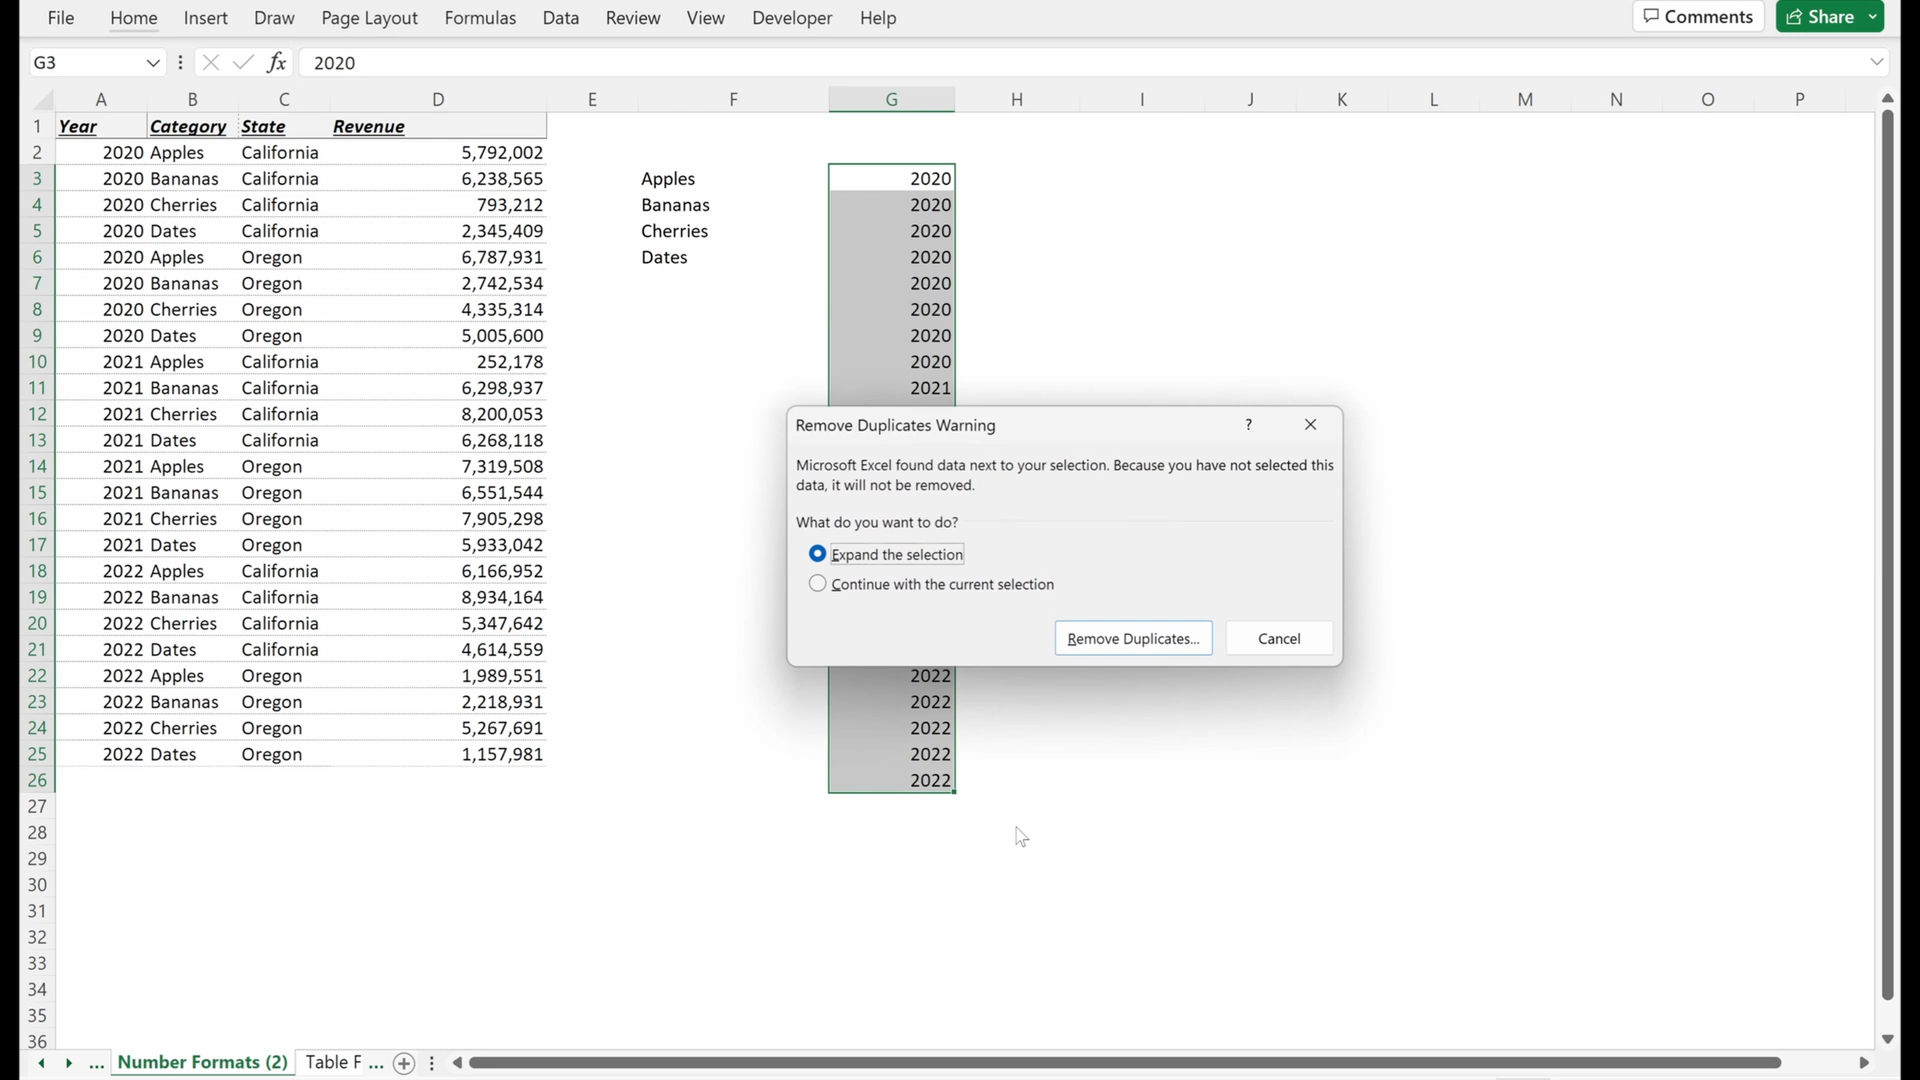 File Home Insert Draw Page Layout Formulas Data Review View Developer Help Comments Share
G3 fx 2020
A B C D E F G H I J K L M N O P
1 Year Category State Revenue
2 2020 Apples California 5,792,002
3 2020 Bananas California 6,238,565 Apples 2020
4 2020 Cherries California 793,212 Bananas 2020
5 2020 Dates California 2,345,409 Cherries 2020
6 2020 Apples Oregon 6,787,931 Dates 2020
7 2020 Bananas Oregon 2,742,534 2020
8 2020 Cherries Oregon 4,335,314 2020
9 2020 Dates Oregon 5,005,600 2020
10 2021 Apples California 252,178 2020
11 2021 Bananas California 6,298,937 2021
12 2021 Cherries California 8,200,053
13 2021 Dates California 6,268,118
14 2021 Apples Oregon 7,319,508
15 2021 Bananas Oregon 6,551,544
16 2021 Cherries Oregon 7,905,298
17 2021 Dates Oregon 5,933,042
18 2022 Apples California 6,166,952
19 2022 Bananas California 8,934,164
20 2022 Cherries California 5,347,642
21 2022 Dates California 4,614,559
22 2022 Apples Oregon 1,989,551 2022
23 2022 Bananas Oregon 2,218,931 2022
24 2022 Cherries Oregon 5,267,691 2022
25 2022 Dates Oregon 1,157,981 2022
26 2022
27
28
29
30
31
32
33
34
35
36
Remove Duplicates Warning ?
Microsoft Excel found data next to your selection. Because you have not selected this
data, it will not be removed.
What do you want to do?
Expand the selection
Continue with the current selection
Remove Duplicates... Cancel
... Number Formats (2) Table F ...